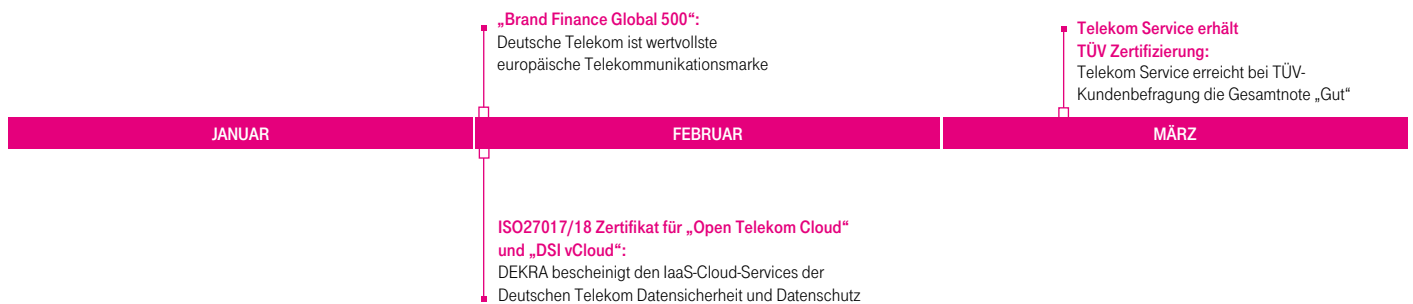 „Brand Finance Global 500“:
Deutsche Telekom ist wertvollste
europäische Telekommunikationsmarke
Telekom Service erhält
TÜV Zertifizierung:
Telekom Service erreicht bei TÜV-
Kundenbefragung die Gesamtnote „Gut“
JANUAR
FEBRUAR
MÄRZ
ISO27017/18 Zertifikat für „Open Telekom Cloud“
und „DSI vCloud“:
DEKRA bescheinigt den IaaS-Cloud-Services der
Deutschen Telekom Datensicherheit und Datenschutz